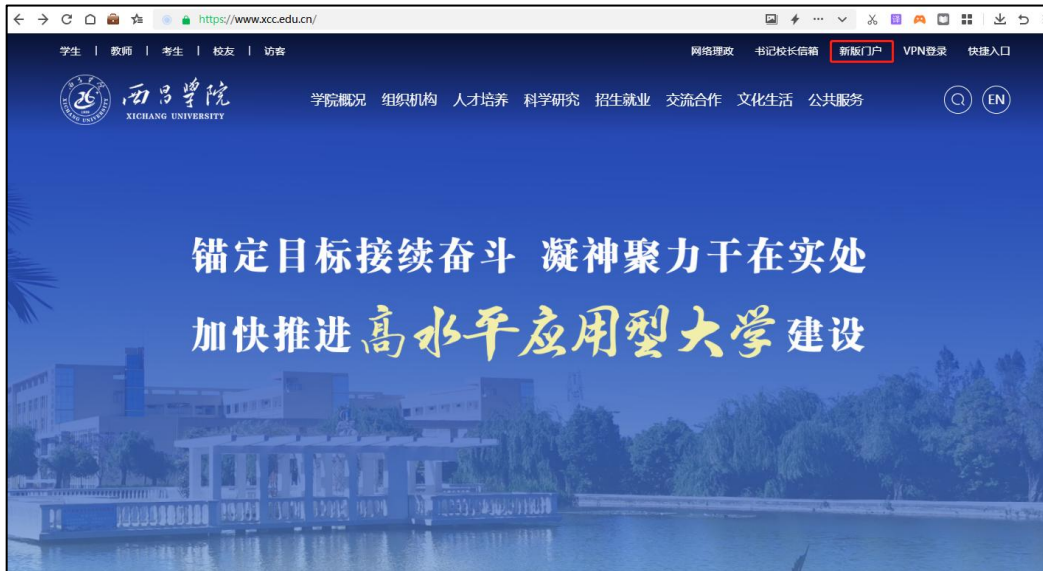 https://www.xcc.edu.cn/
学生 | 教师 | 考生 | 校友 | 访客 网络理政 书记校长信箱 新版门户 VPN登录 快捷入口
西昌学院 学院概况 组织机构 人才培养 科学研究 招生就业 交流合作 文化生活 公共服务 EN
XICHANG UNIVERSITY
锚定目标接续奋斗 凝神聚力干在实处
加快推进高水平应用型大学建设